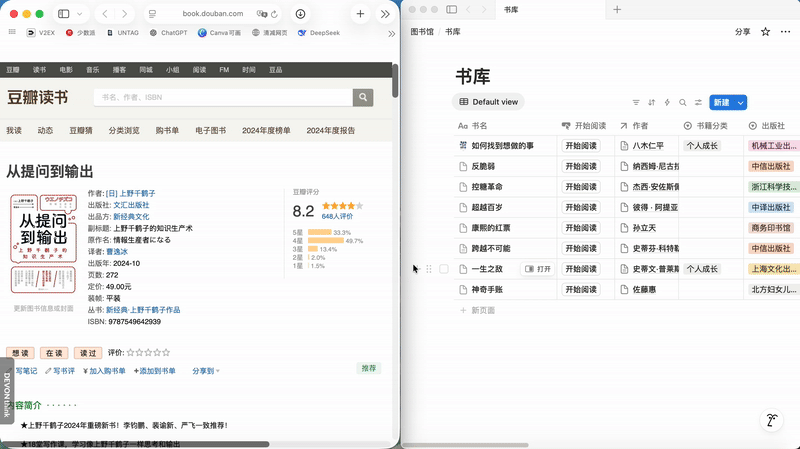 book.douban.com
V2EX
少数派
UNTAG
ChatGPT
Canva 可画
DeepSeek
豆瓣 读书 电影 音乐 播客 同城 小组 阅读 FM 时间 豆品
豆瓣读书
书名、作者、ISBN
我读 动态 豆瓣猜 分类浏览 购书单 电子图书 2024年度榜单 2024年度报告
从提问到输出
从提问
到输出
上野千鹤子的
知识生产术
更新图书信息或封面
作者: [日] 上野千鹤子
出版社: 文汇出版社
出品方: 新经典文化
副标题: 上野千鹤子的知识生产术
原作名: 情報生産者になる
译者: 曹逸冰
出版年: 2024-10
页数: 272
定价: 49.00元
装帧: 平装
丛书: 新经典·上野千鹤子作品
ISBN: 9787549642939
豆瓣评分
8.2
648人评价
5星 33.3%
4星 49.7%
3星 13.4%
2星 2.0%
1星 1.5%
想读 在读 读过 评价:
写笔记 写书评 ¥ 加入购书单 +添加到书单 分享到
推荐
DEVONthink
内容简介 · · · · · ·
★上野千鹤子2024年重磅新书！李钧鹏、裴谕新、严飞一致推荐！
★18堂写作课，学习像上野千鹤子一样思考和输出
书库
图书馆 / 书库
分享
书库
Default view
新建
Aa 书名 开始阅读 作者 书籍分类 出版社
如何找到想做的事 开始阅读 八木仁平 个人成长 机械工业出...
反脆弱 开始阅读 纳西姆·尼古拉 中信出版社
控糖革命 开始阅读 杰西·安佐斯佩 浙江科学技...
超越百岁 开始阅读 彼得·阿提亚 中译出版社
康熙的红票 开始阅读 孙立天 商务印书馆
跨越不可能 开始阅读 史蒂芬·科特勒 中信出版社
一生之敌 打开 开始阅读 史蒂文·普莱斯 个人成长 上海文化出...
神奇手账 开始阅读 佐藤惠 北方妇女儿...
+ 新页面